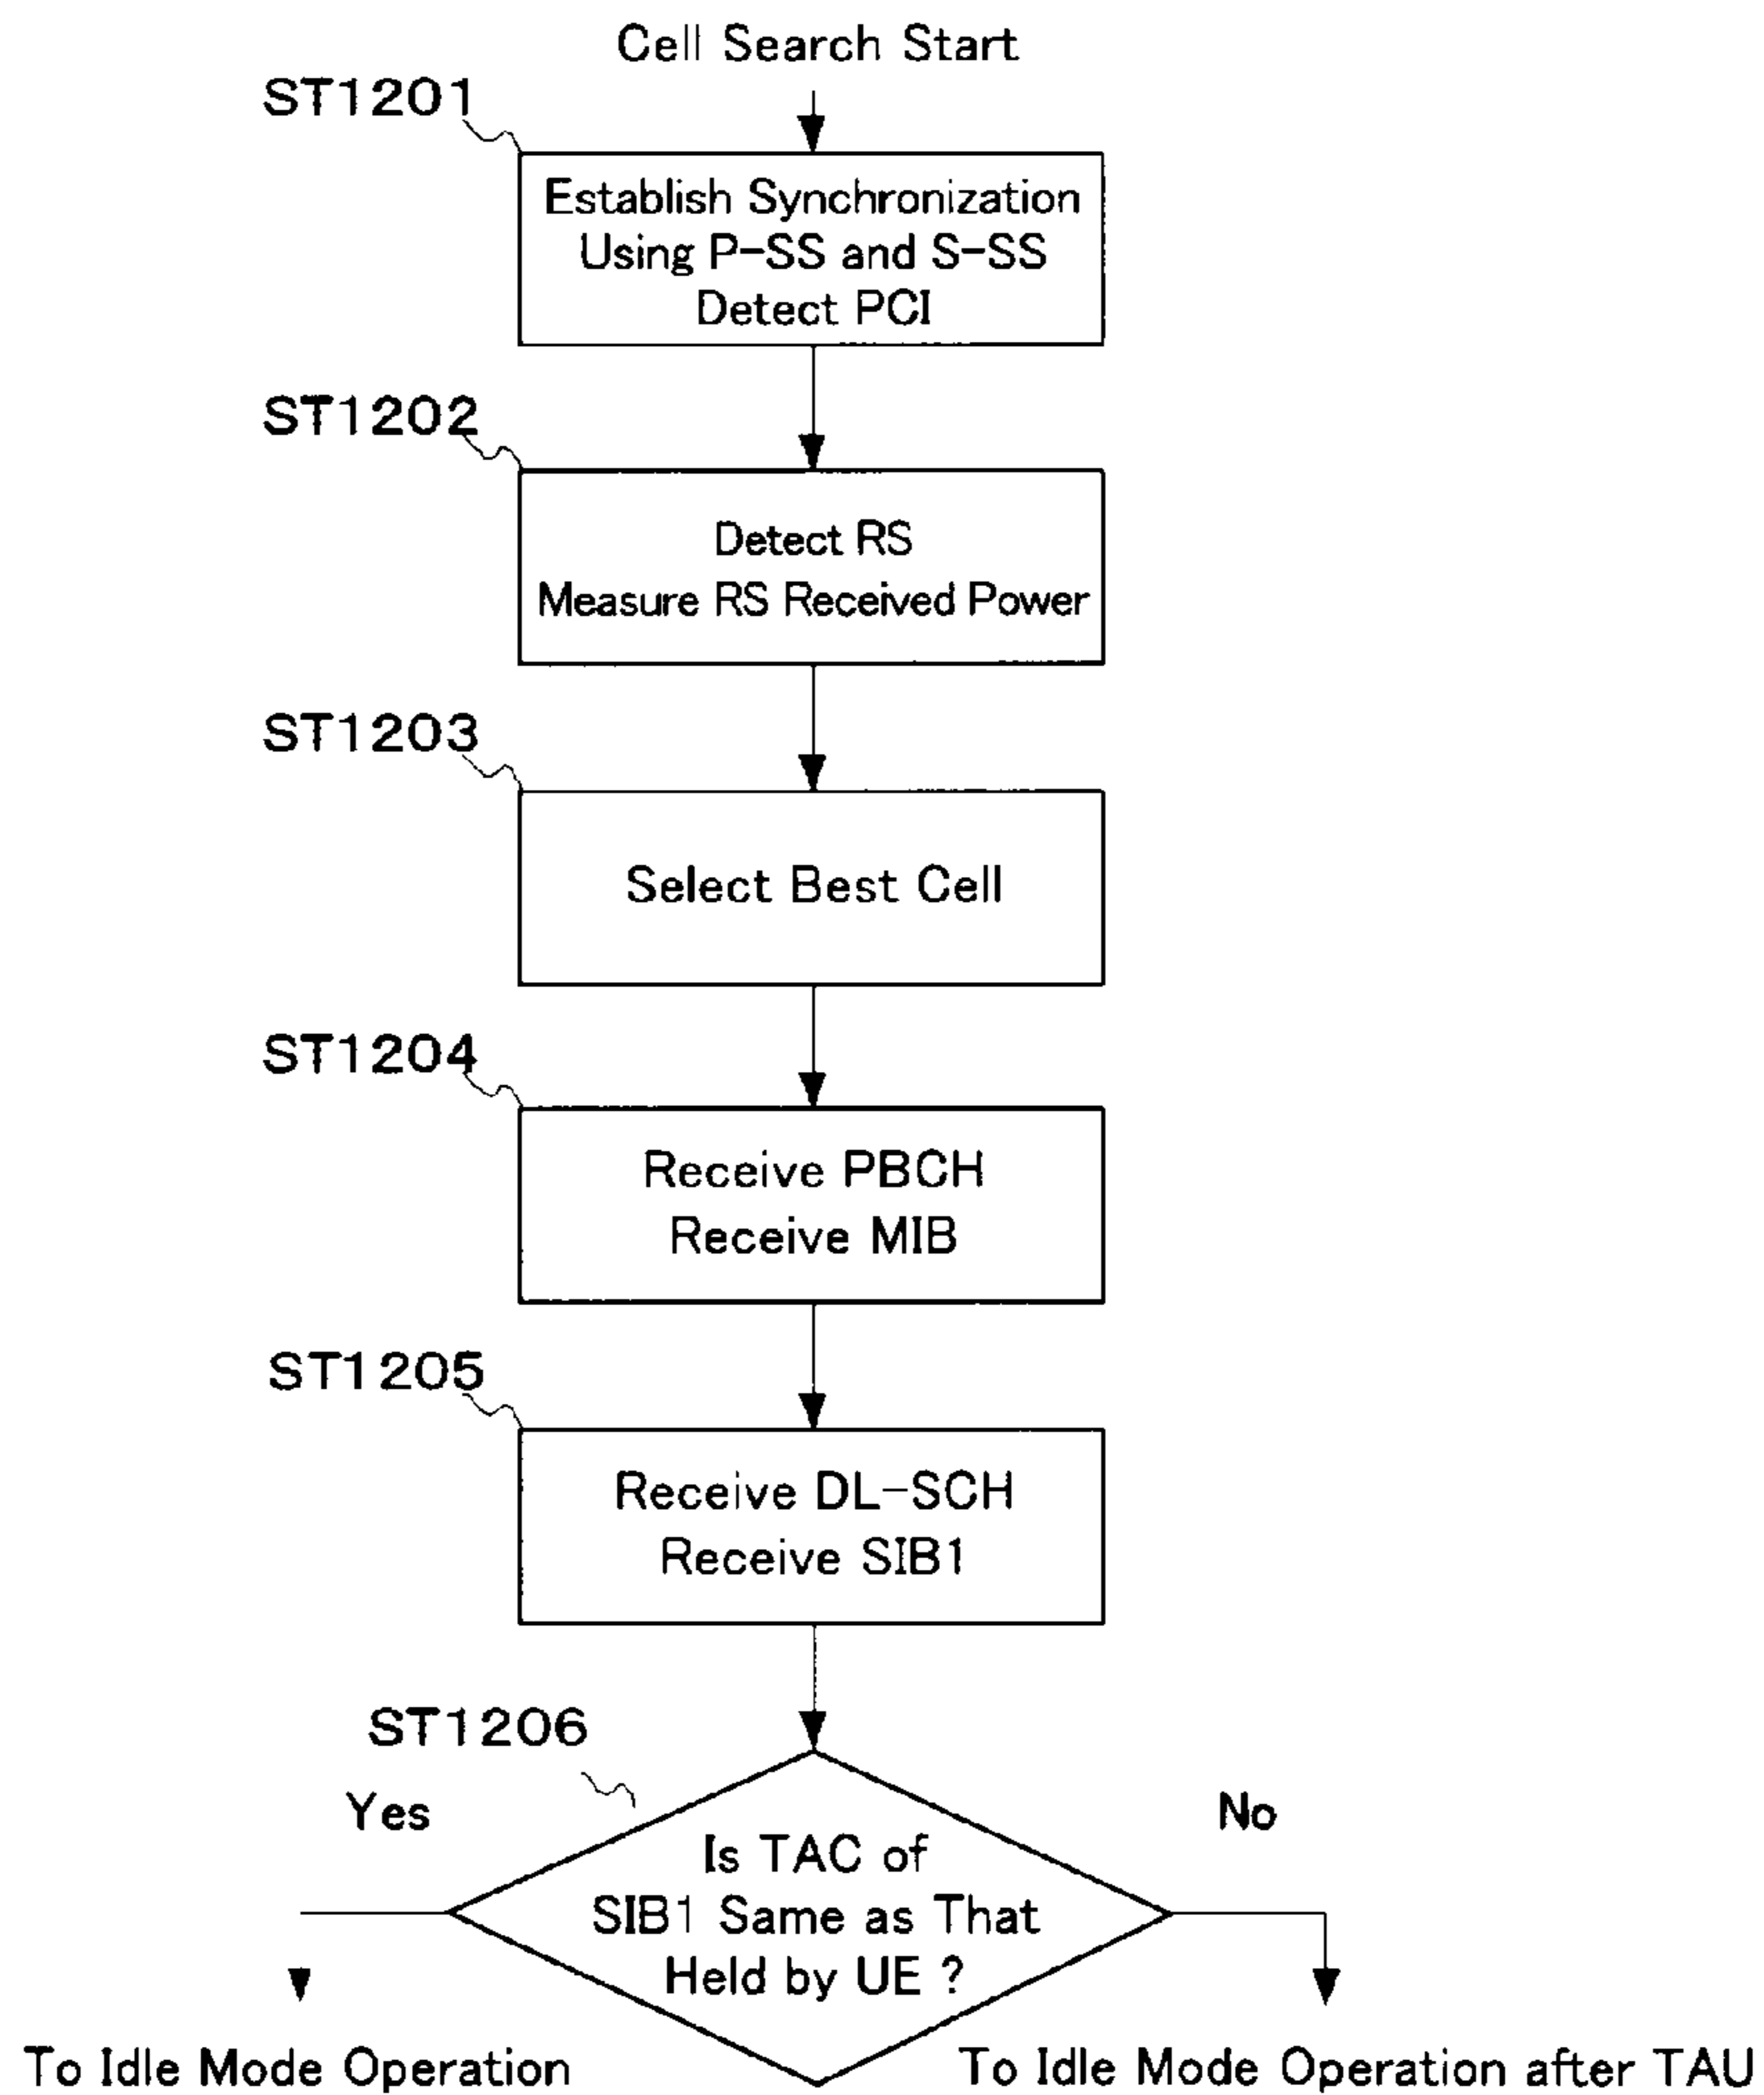 Cell Search Start
ST1201
Establish Synchronization
Using P-SS and S-SS
Detect PCI
ST1202
Detect RS
Measure RS Received Power
ST1203
Select Best Cell
ST1204
Receive PBCH
Receive MIB
ST1205
Receive DL-SCH
Receive SIB1
ST1206
Yes
No
Is TAC of
SIB1 Same as That
Held by UE ?
To Idle Mode Operation
To Idle Mode Operation after TAU